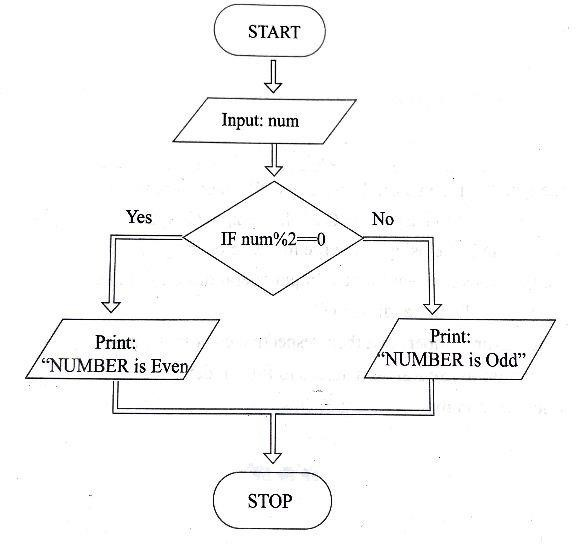 START
Input: num
Yes
No
IF num%2==0
Print:
“NUMBER is Even
Print:
“NUMBER is Odd”
STOP